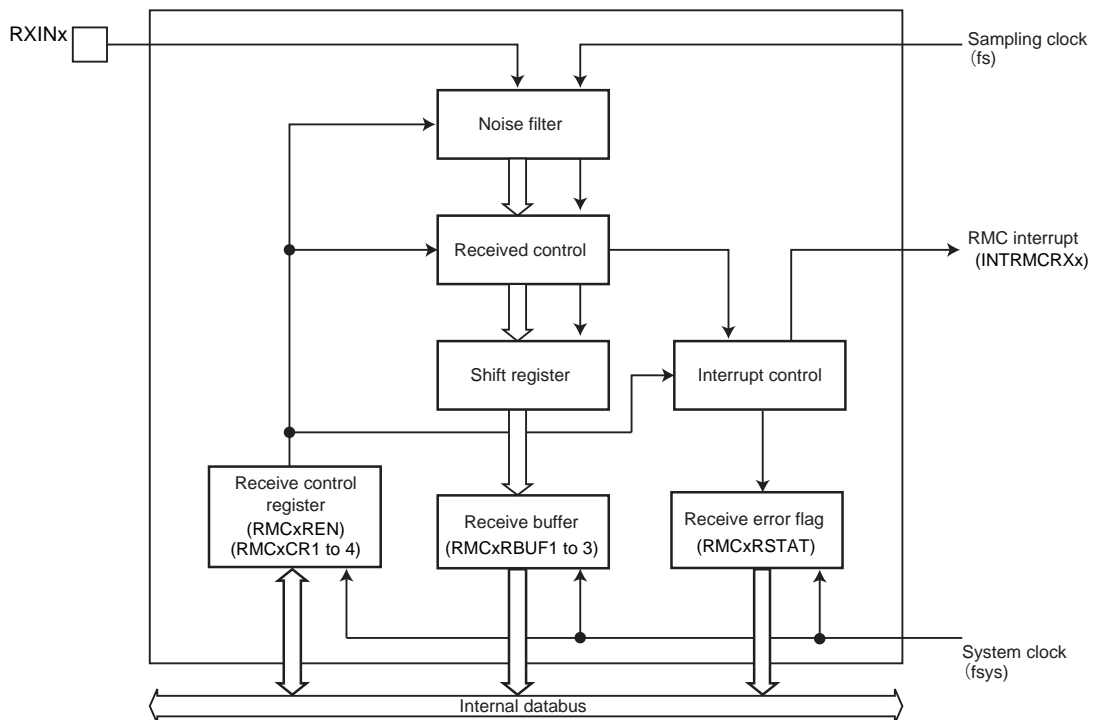 RXINx
Sampling clock
(fs)
Noise filter
Received control
RMC interrupt
(INTRMCRXx)
Shift register
Interrupt control
Receive control
register
(RMCxREN)
(RMCxCR1 to 4)
Receive buffer
(RMCxRBUF1 to 3)
Receive error flag
(RMCxRSTAT)
System clock
(fsys)
Internal databus